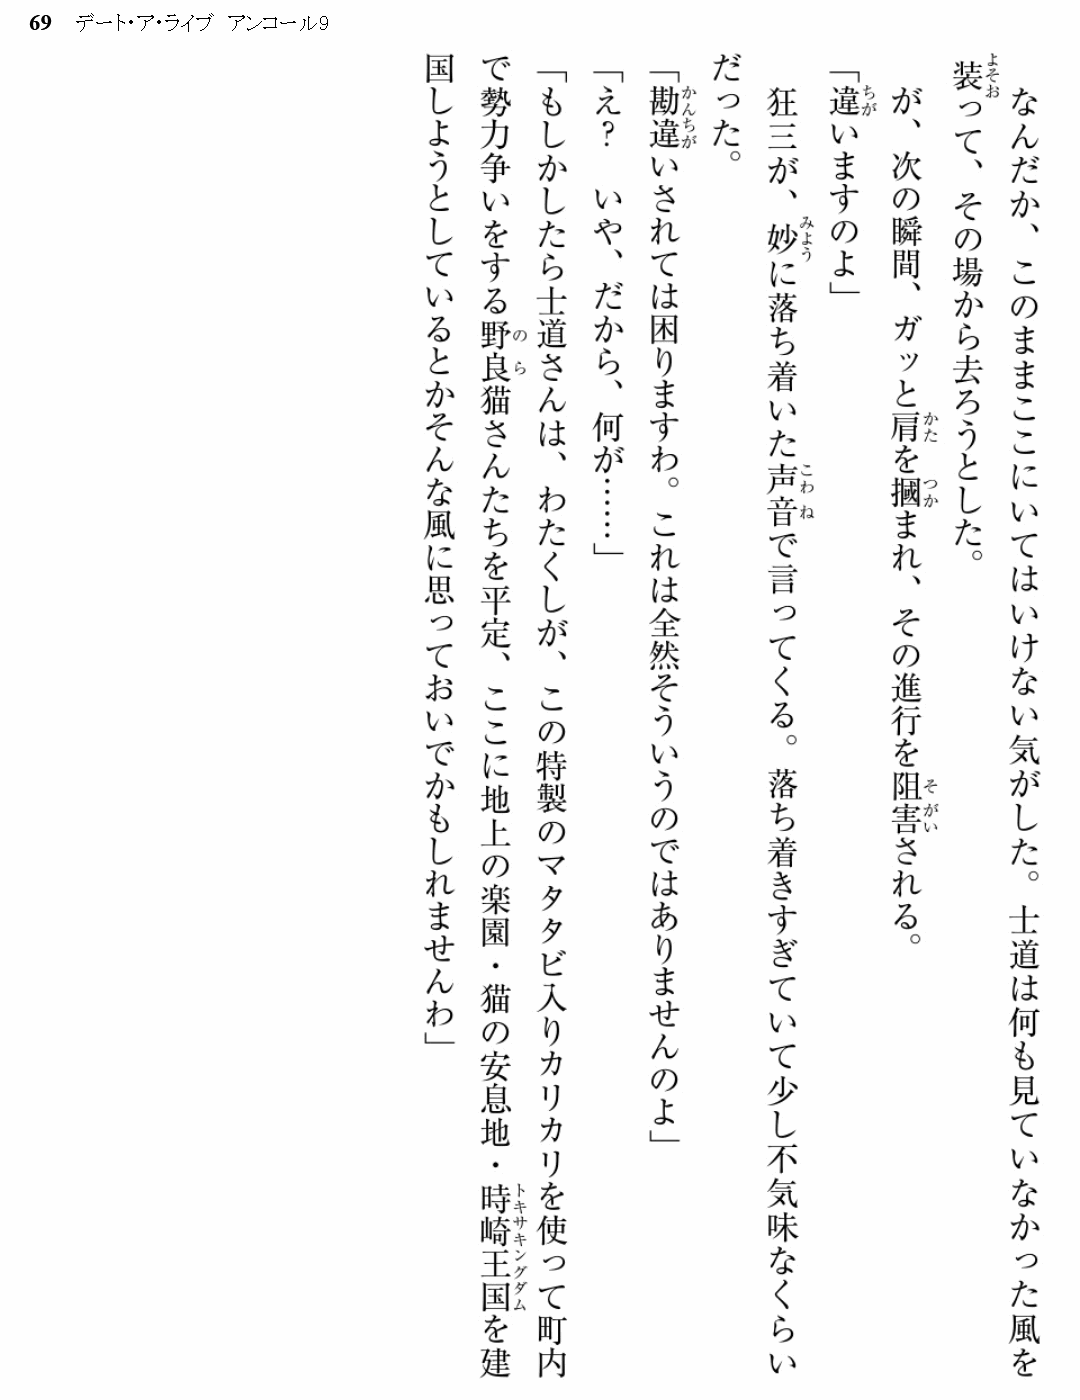 69 デート・ア・ライブ アンコール9
なんだか、このままここにいてはいけない気がした。士道は何も見ていなかった風を
装って、その場から去ろうとした。
が、次の瞬間、ガッと肩を摑まれ、その進行を阻害される。
「違いますのよ」
狂三が、妙に落ち着いた声音で言ってくる。落ち着きすぎていて少し不気味なくらい
だった。
「勘違いされては困りますわ。これは全然そういうのではありませんのよ」
「え？　いや、だから、何が……」
「もしかしたら士道さんは、わたくしが、この特製のマタタビ入りカリカリを使って町内
で勢力争いをする野良猫さんたちを平定、ここに地上の楽園・猫の安息地・時崎王国を建
国しようとしているとかそんな風に思っておいでかもしれませんわ」